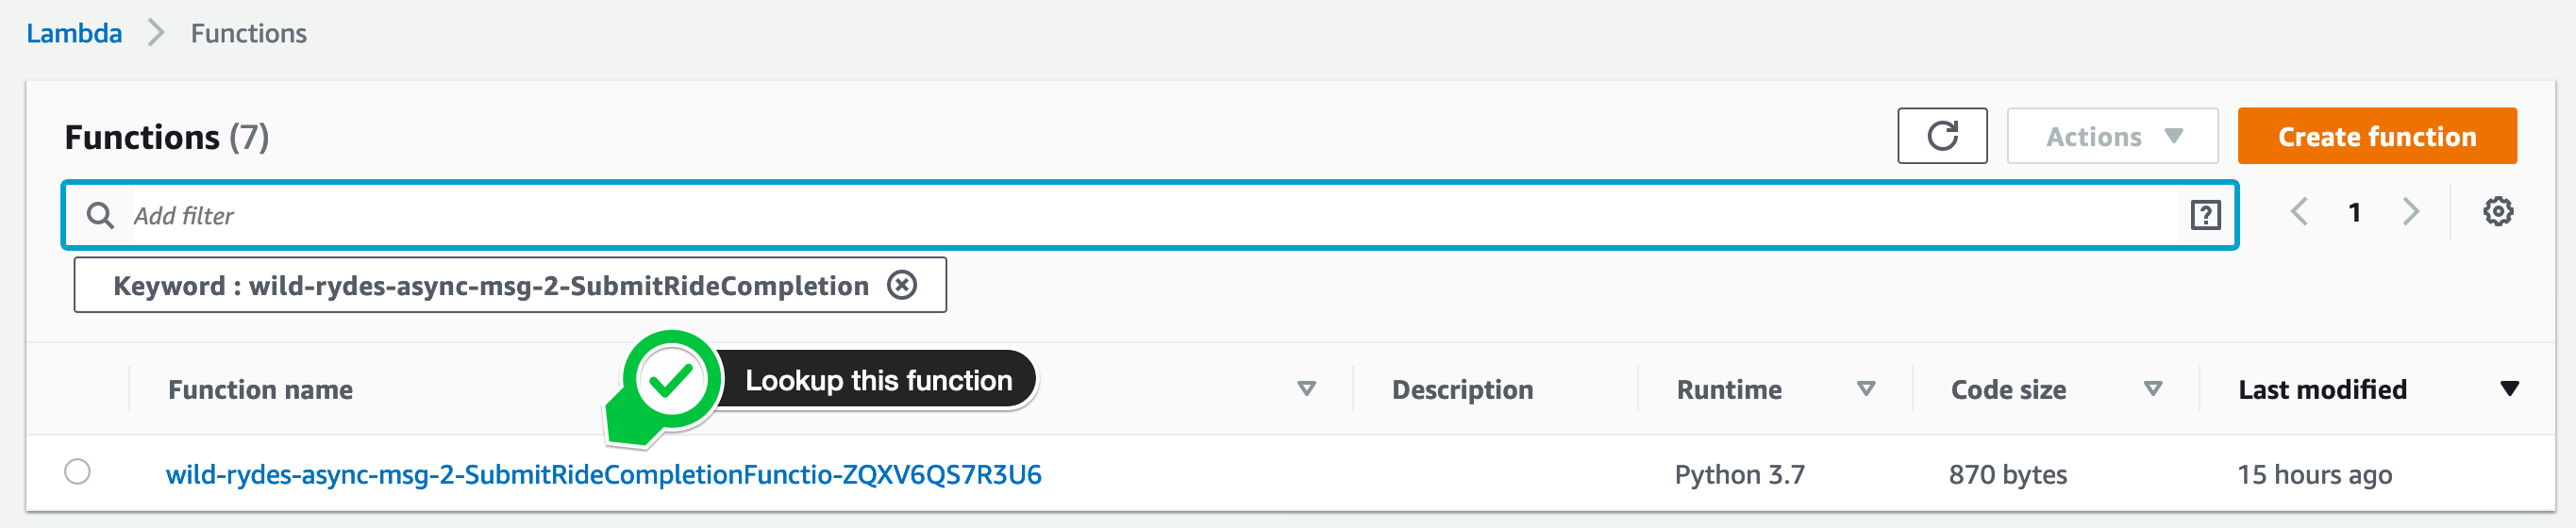 Lambda > Functions
Functions (7)
Actions
Create function
Add filter
1
Keyword : wild-rydes-async-msg-2-SubmitRideCompletion
Lookup this function
Function name Description Runtime Code size Last modified
wild-rydes-async-msg-2-SubmitRideCompletionFunctio-ZQXV6QS7R3U6 Python 3.7 870 bytes 15 hours ago